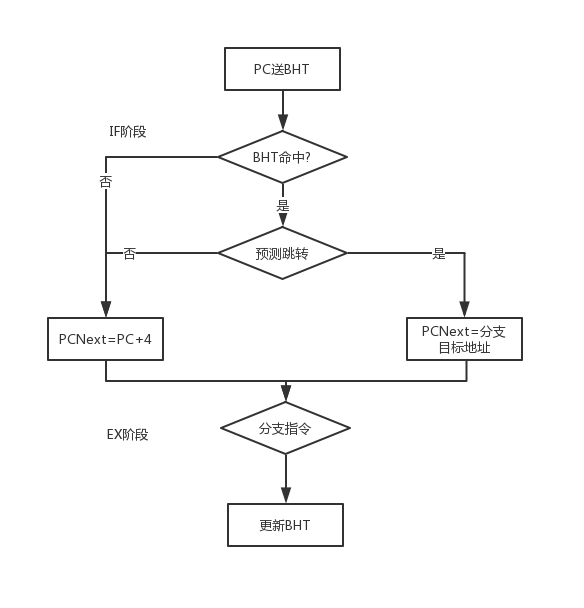 PC送BHT
IF阶段
BHT命中?
否
是
否
预测跳转
是
PCNext=PC+4
PCNext=分支
目标地址
分支指令
EX阶段
更新BHT